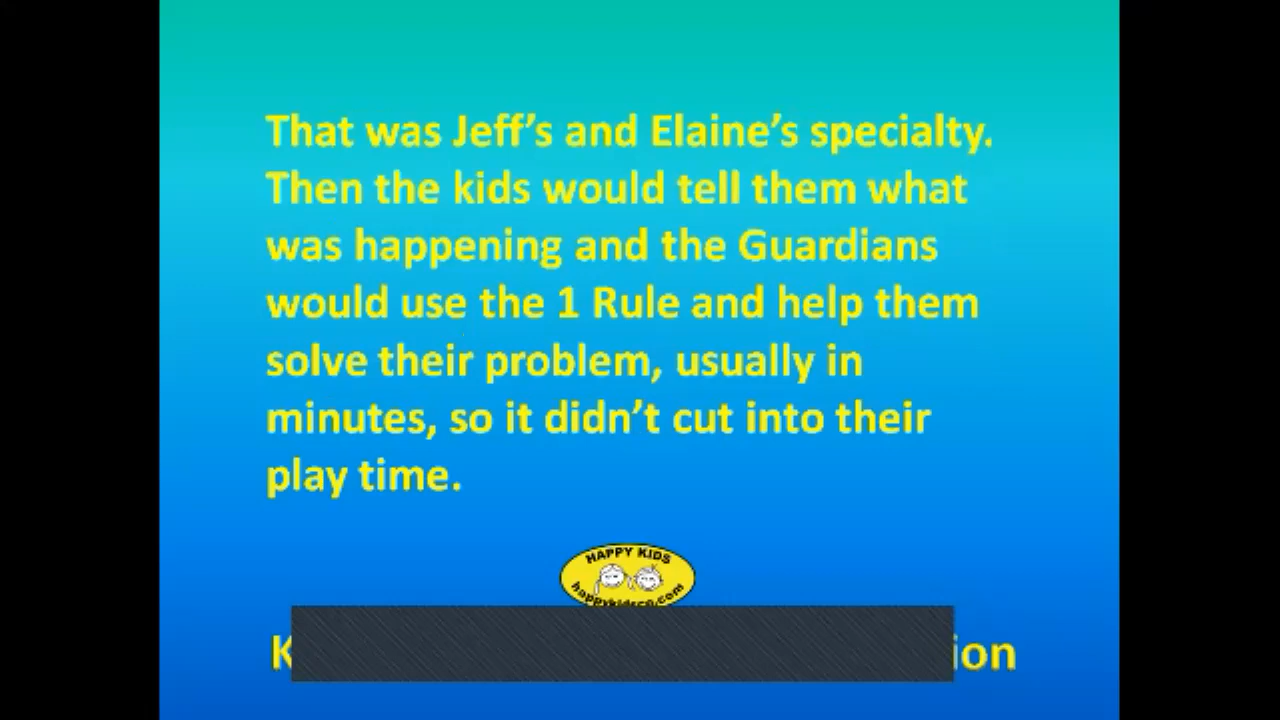 That was Jeff’s and Elaine’s specialty.
Then the kids would tell them what
was happening and the Guardians
would use the 1 Rule and help them
solve their problem, usually in
minutes, so it didn’t cut into their
play time.
HAPPY KIDS
happykidsco.com